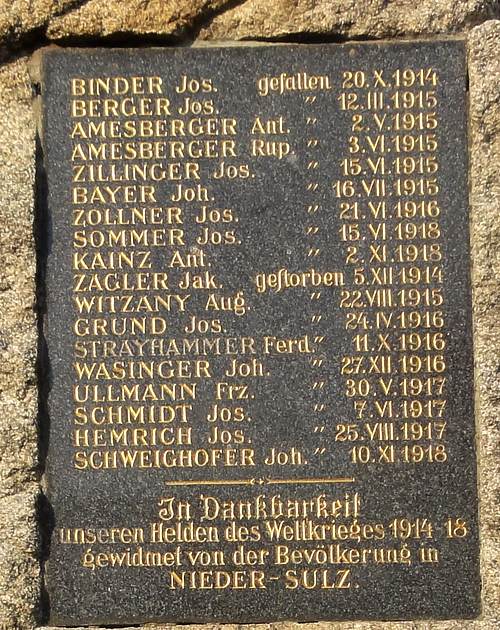 BINDER Jos. gefallen 20.X.1914
BERGER Jos. " 12.III.1915
AMESBERGER Ant. " 2.V.1915
AMESBERGER Rup. " 3.VI.1915
ZILLINGER Jos. " 15.VI.1915
BAYER Joh. " 16.VII.1915
ZOLLNER Jos. " 21.VI.1916
SOMMER Jos. " 15.VI.1918
KAINZ Ant. " 2.XI.1918
ZAGLER Jak. gestorben 5.XII.1914
WITZANY Aug. " 22.VIII.1915
GRUND Jos. " 24.IV.1916
STRAYHAMMER Ferd. " 11.X.1916
WASINGER Joh. " 27.XII.1916
ULLMANN Frz. " 30.V.1917
SCHMIDT Jos. " 7.VI.1917
HEMRICH Jos. " 25.VIII.1917
SCHWEIGHOFER Joh. " 10.XI.1918
In Dankbarkeit
unseren Helden des Weltkrieges 1914-18
gewidmet von der Bevölkerung in
NIEDER-SULZ.